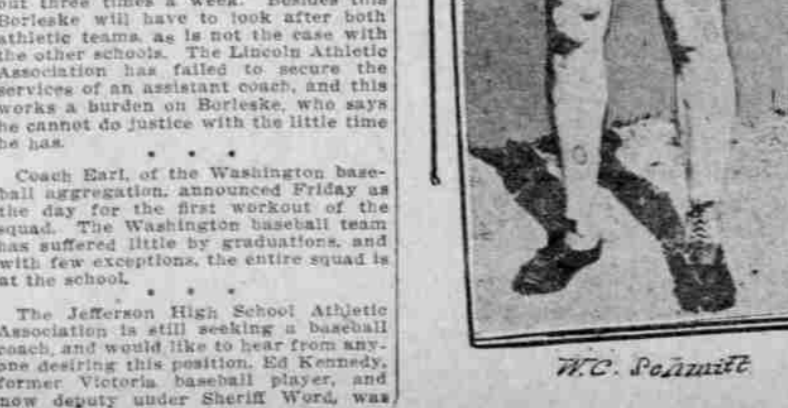 out three times a week. Besides this
Borleske will have to look after both
athletic teams, as is not the case with
the other schools. The Lincoln Athletic
Association has failed to secure the
services of an assistant coach, and this
works a burden on Borleske, who says
he cannot do justice with the little time
he has.
* * *
Coach Earl, of the Washington base-
ball aggregation, announced Friday as
the day for the first workout of the
squad. The Washington baseball team
has suffered little by graduations, and
with few exceptions, the entire squad is
at the school.
* * *
The Jefferson High School Athletic
Association is still seeking a baseball
coach, and would like to hear from any-
one desiring this position. Ed Kennedy,
former Victoria baseball player, and
now deputy under Sheriff Word, was
W.C. Schmitt